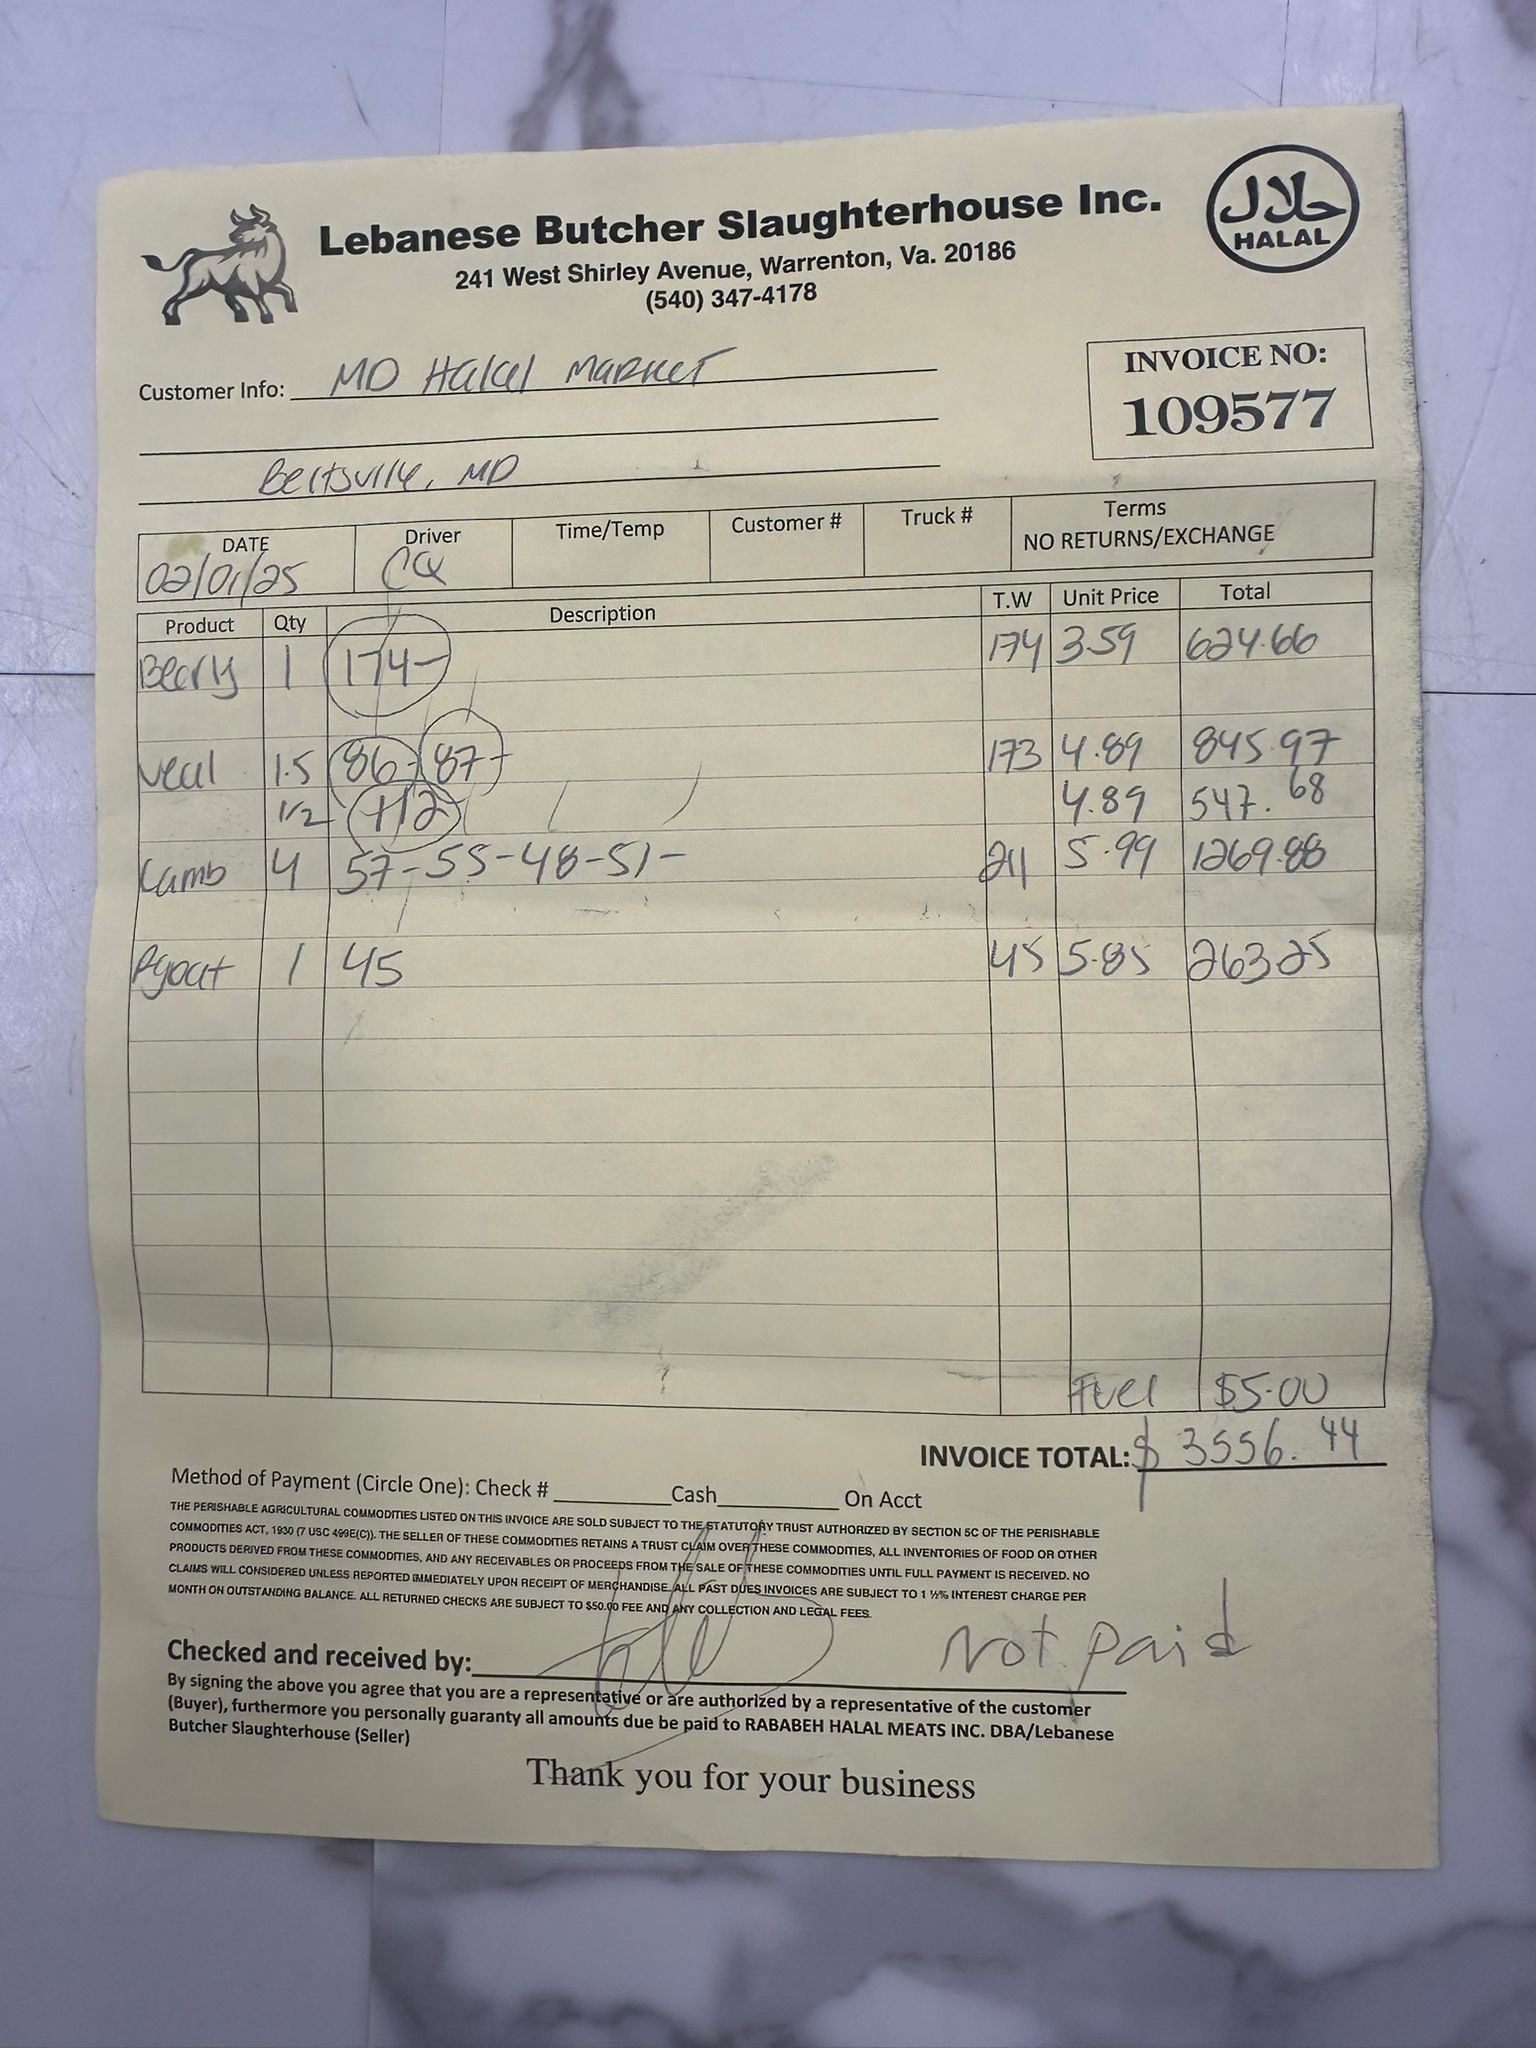 Lebanese Butcher Slaughterhouse Inc.
241 West Shirley Avenue, Warrenton, Va. 20186
(540) 347-4178
حلال
HALAL
Customer Info: MD Halal Market
Beltsville, MD
INVOICE NO:
109577
DATE Driver Time/Temp Customer # Truck # Terms
02/01/25 CQ NO RETURNS/EXCHANGE
Product Qty Description T.W Unit Price Total
1 174- 174 3.59 624.66
Veal 1.5 86- 87- 173 4.89 845.97
1/2 112 4.89 547.68
Lamb 4 57-55-48-51- 211 5.99 1269.88
1 45 45 5.85 263.25
Fuel $5.00
INVOICE TOTAL: $ 3556.44
Method of Payment (Circle One): Check # Cash On Acct
THE PERISHABLE AGRICULTURAL COMMODITIES LISTED ON THIS INVOICE ARE SOLD SUBJECT TO THE STATUTORY TRUST AUTHORIZED BY SECTION 5C OF THE PERISHABLE
COMMODITIES ACT, 1930 (7 USC 499E(C)). THE SELLER OF THESE COMMODITIES RETAINS A TRUST CLAIM OVER THESE COMMODITIES, ALL INVENTORIES OF FOOD OR OTHER
PRODUCTS DERIVED FROM THESE COMMODITIES, AND ANY RECEIVABLES OR PROCEEDS FROM THE SALE OF THESE COMMODITIES UNTIL FULL PAYMENT IS RECEIVED. NO
CLAIMS WILL CONSIDERED UNLESS REPORTED IMMEDIATELY UPON RECEIPT OF MERCHANDISE. ALL PAST DUES INVOICES ARE SUBJECT TO 1 ½% INTEREST CHARGE PER
MONTH ON OUTSTANDING BALANCE. ALL RETURNED CHECKS ARE SUBJECT TO $50.00 FEE AND ANY COLLECTION AND LEGAL FEES.
Checked and received by: Not paid
By signing the above you agree that you are a representative or are authorized by a representative of the customer
(Buyer), furthermore you personally guaranty all amounts due be paid to RABABEH HALAL MEATS INC. DBA/Lebanese
Butcher Slaughterhouse (Seller)
Thank you for your business